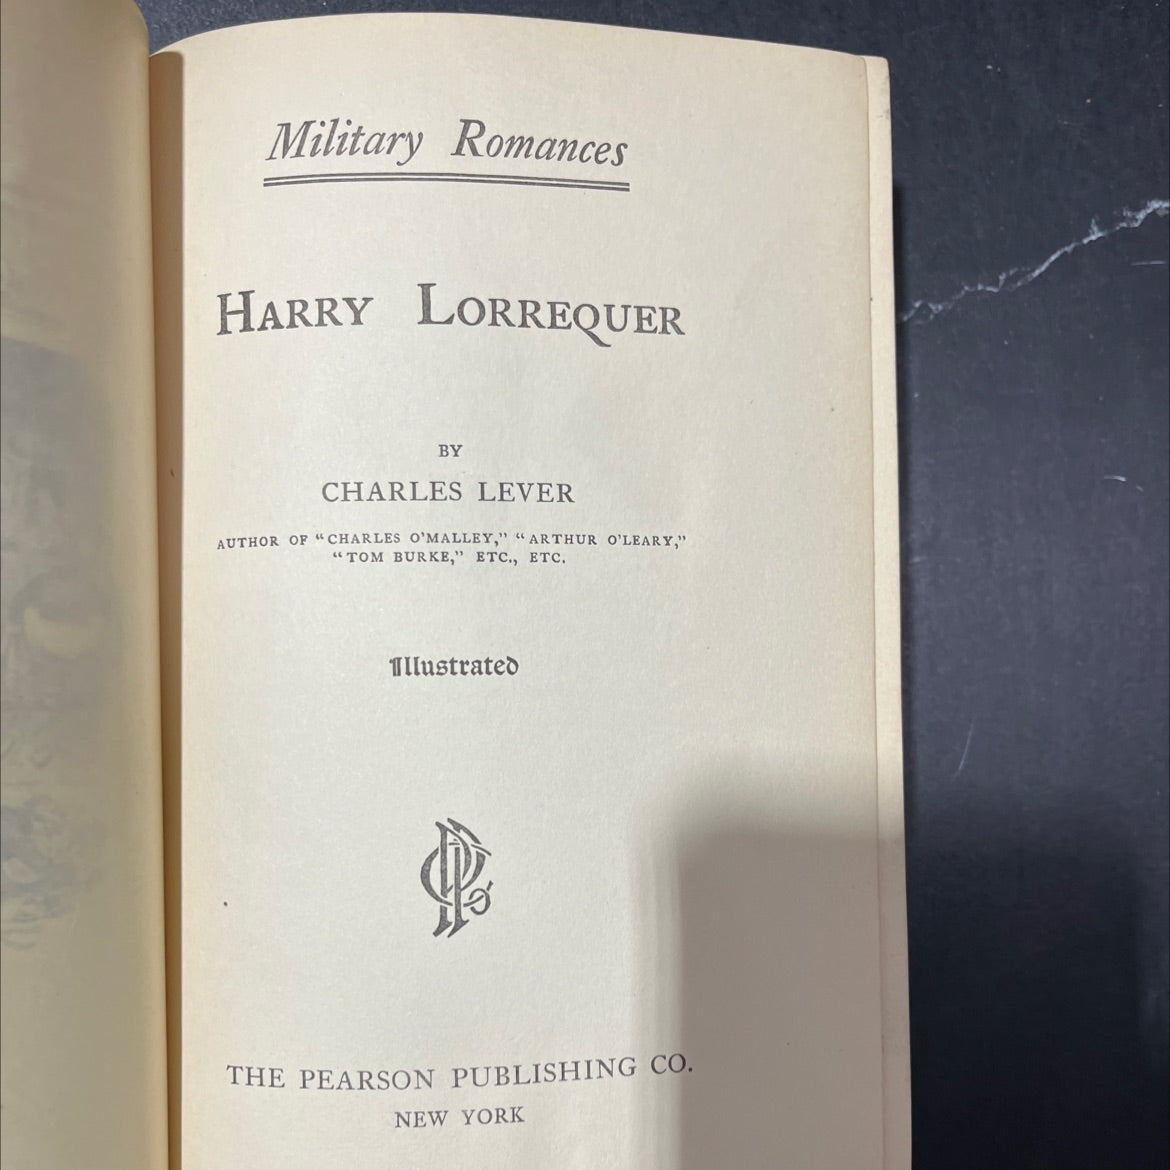 Military Romances
HARRY LORREQUER
BY
CHARLES LEVER
AUTHOR OF “CHARLES O’MALLEY,” “ARTHUR O’LEARY,”
“TOM BURKE,” ETC., ETC.
Illustrated
THE PEARSON PUBLISHING CO.
NEW YORK